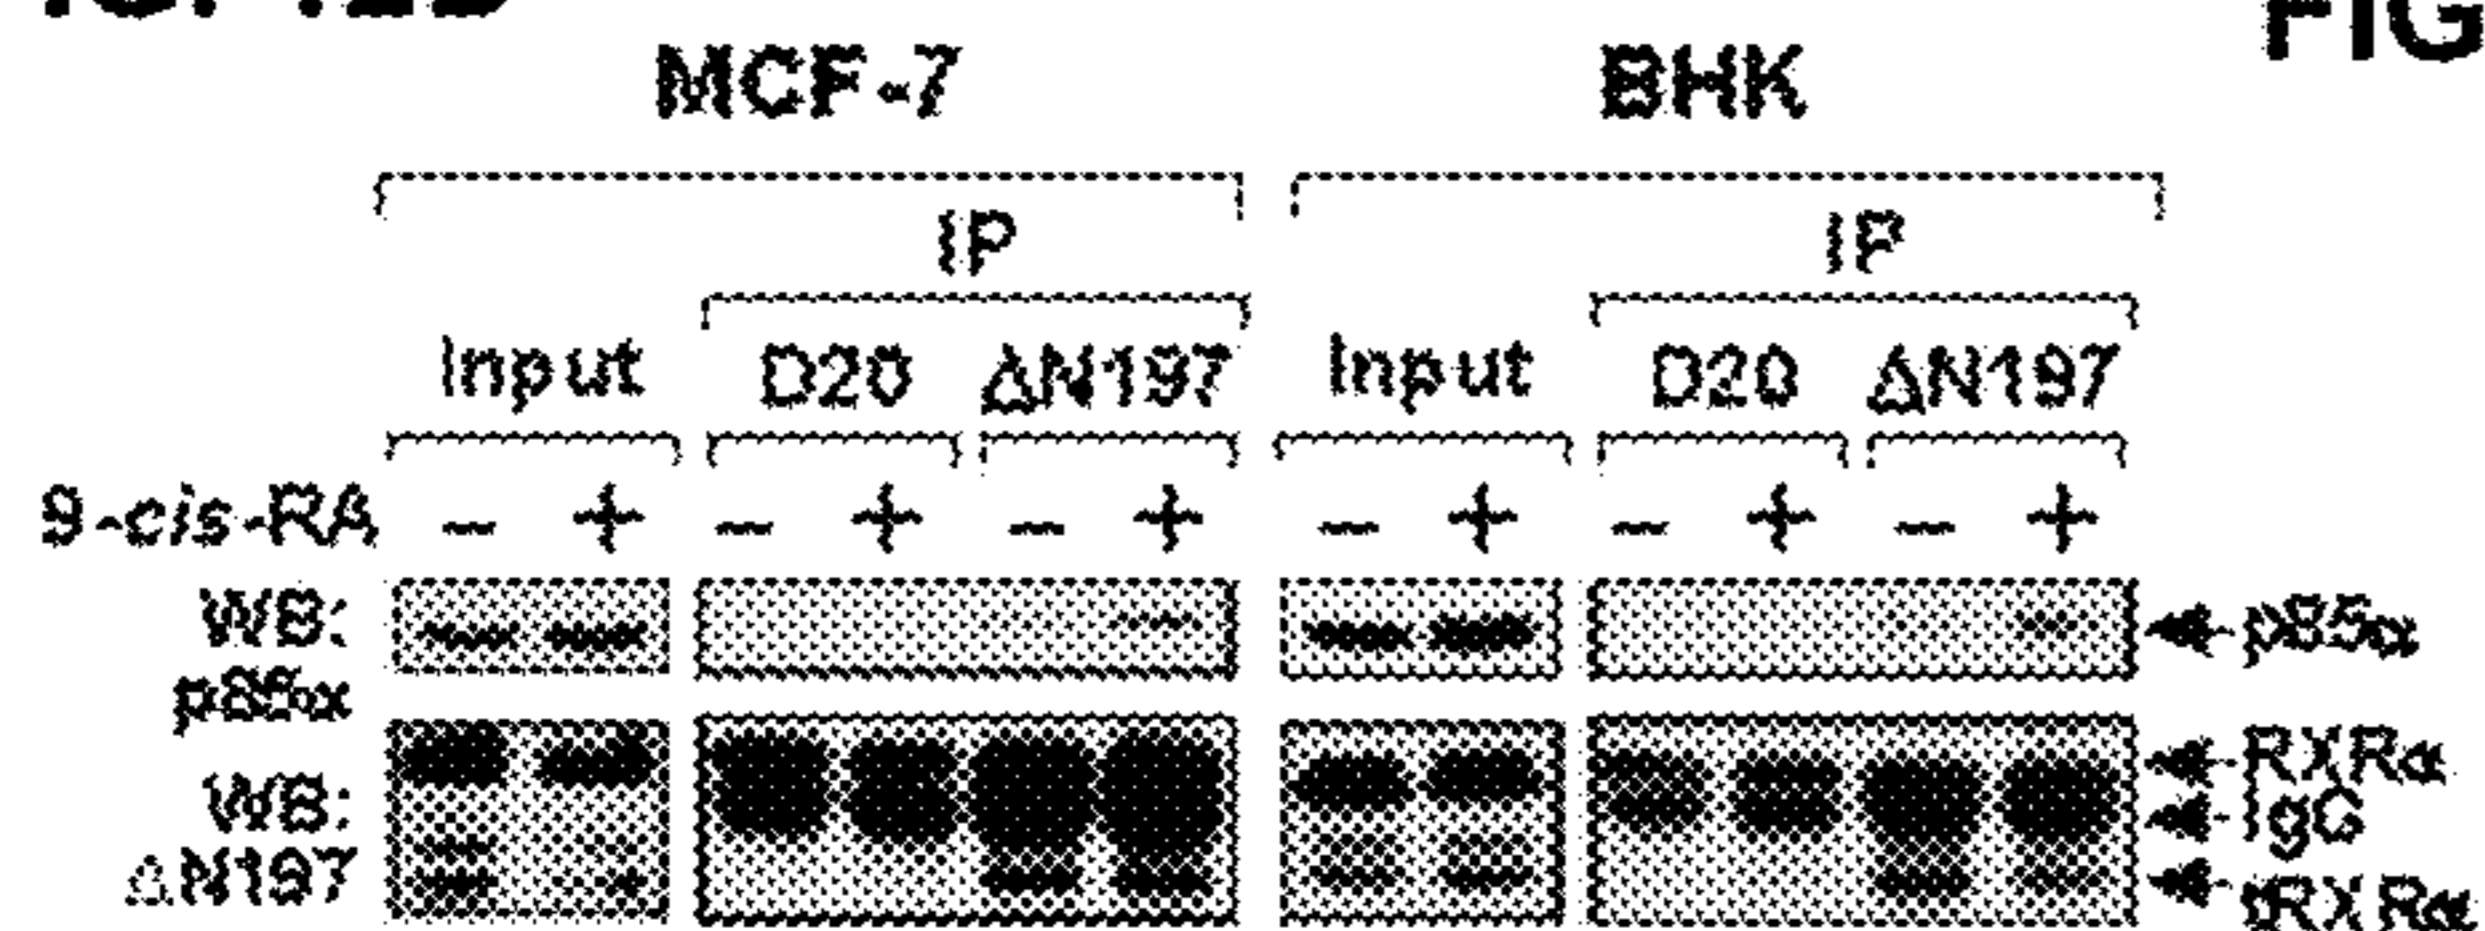 FIG
MCF-7 BHK
IP IP
Input D20 ΔN197 Input D20 ΔN197
9-cis-RA − + − + − + − + − + − +
WB: p85α
p85α
RXRα
WB: IgG
ΔN197 tRXRα